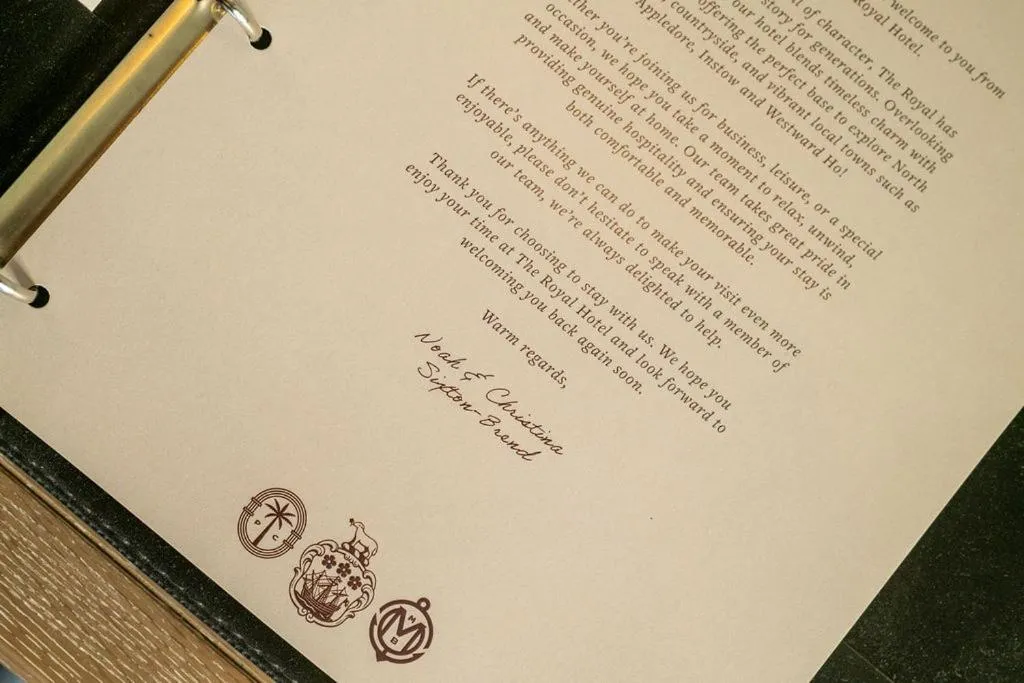 welcome to you from
Royal Hotel.
of character, The Royal has
story for generations. Overlooking
offering the perfect base to explore North
our hotel blends timeless charm with
countryside, and vibrant local towns such as
Appledore, Instow and Westward Ho!
you're joining us for business, leisure, or a special
occasion, we hope you take a moment to relax, unwind,
and make yourself at home. Our team takes great pride in
providing genuine hospitality and ensuring your stay is
both comfortable and memorable.
If there's anything we can do to make your visit even more
enjoyable, please don't hesitate to speak with a member of
our team, we're always delighted to help.
Thank you for choosing to stay with us. We hope you
enjoy your time at The Royal Hotel and look forward to
welcoming you back again soon.
Warm regards,
Noah & Christina
Sixton-Brend
D C
M
H
B